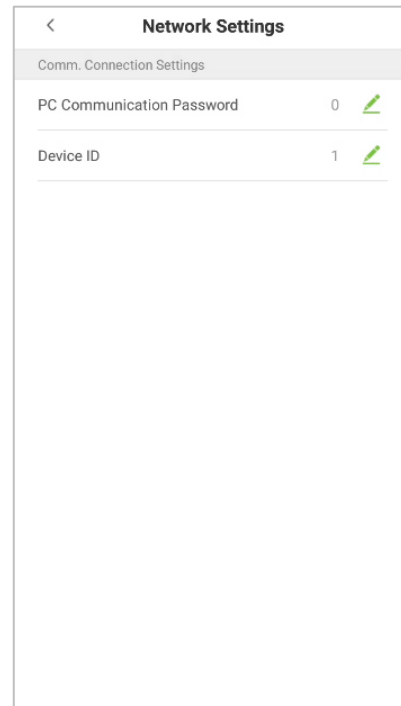 Network Settings
Comm. Connection Settings
PC Communication Password 0
Device ID 1